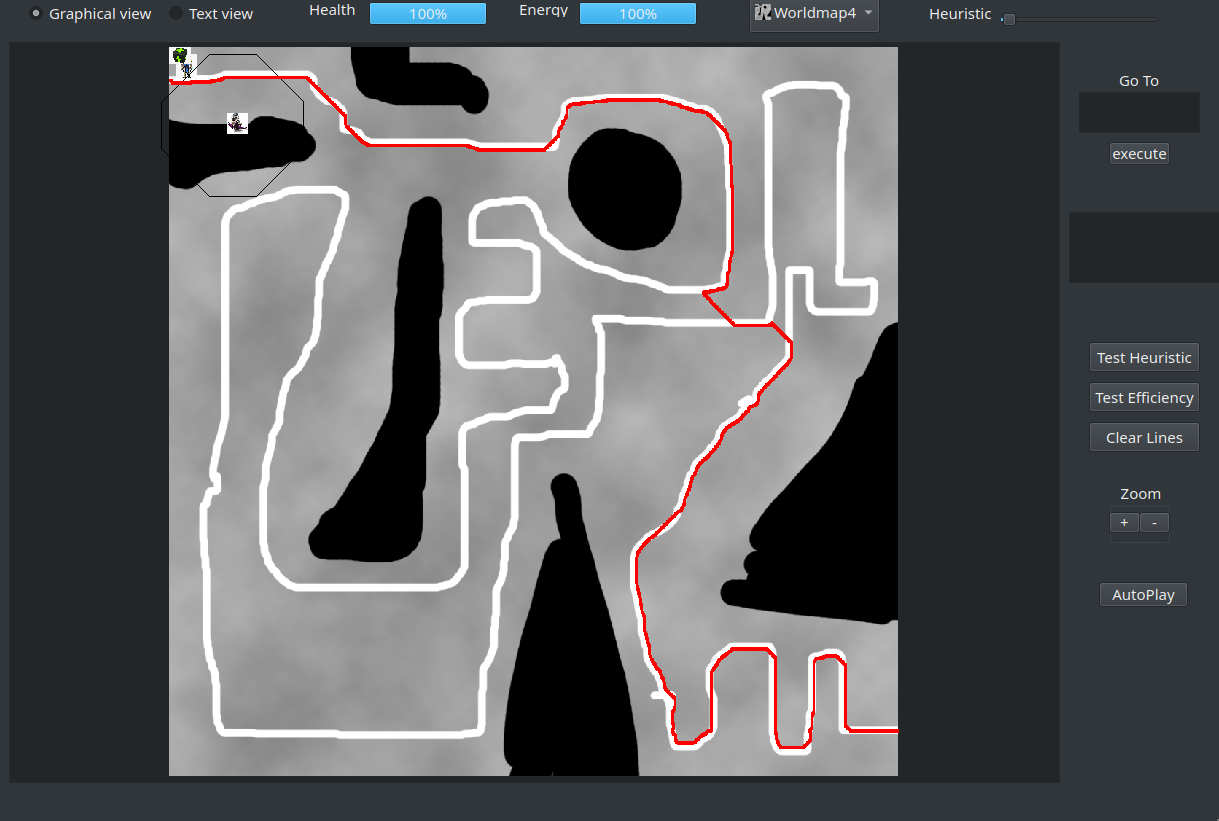 Graphical view
Text view
Health
100%
Energy
100%
Worldmap4
Heuristic
Go To
execute
Test Heuristic
Test Efficiency
Clear Lines
Zoom
+
-
AutoPlay